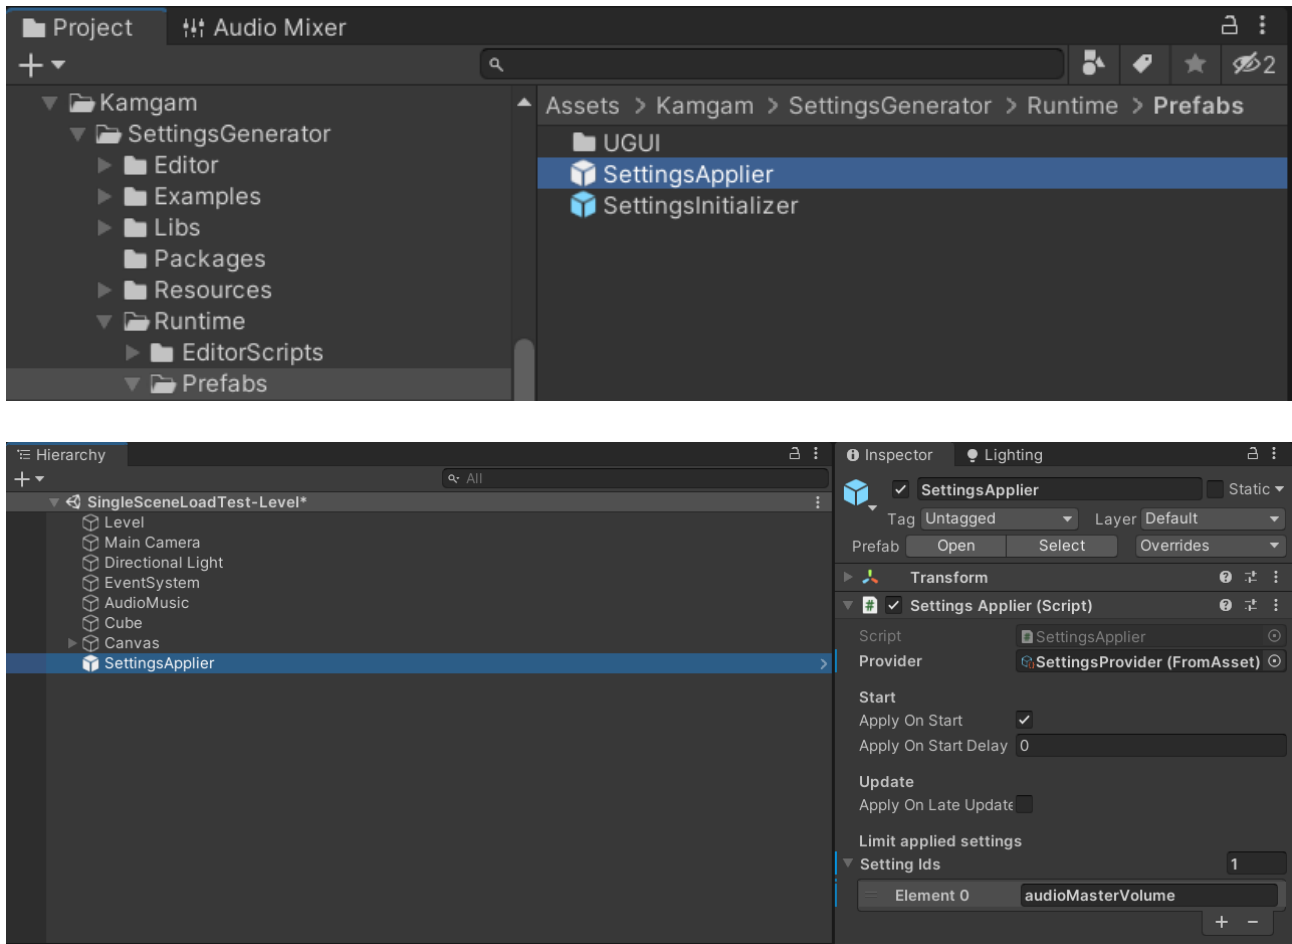 Project Audio Mixer
2
Kamgam
SettingsGenerator
Editor
Examples
Libs
Packages
Resources
Runtime
EditorScripts
Prefabs
Assets > Kamgam > SettingsGenerator > Runtime > Prefabs
UGUI
SettingsApplier
SettingsInitializer
Hierarchy
All
SingleSceneLoadTest-Level*
Level
Main Camera
Directional Light
EventSystem
AudioMusic
Cube
Canvas
SettingsApplier
Inspector Lighting
SettingsApplier Static
Tag Untagged Layer Default
Prefab Open Select Overrides
Transform
# Settings Applier (Script)
Script SettingsApplier
Provider SettingsProvider (FromAsset)
Start
Apply On Start
Apply On Start Delay 0
Update
Apply On Late Update
Limit applied settings
Setting Ids 1
Element 0 audioMasterVolume
+ −